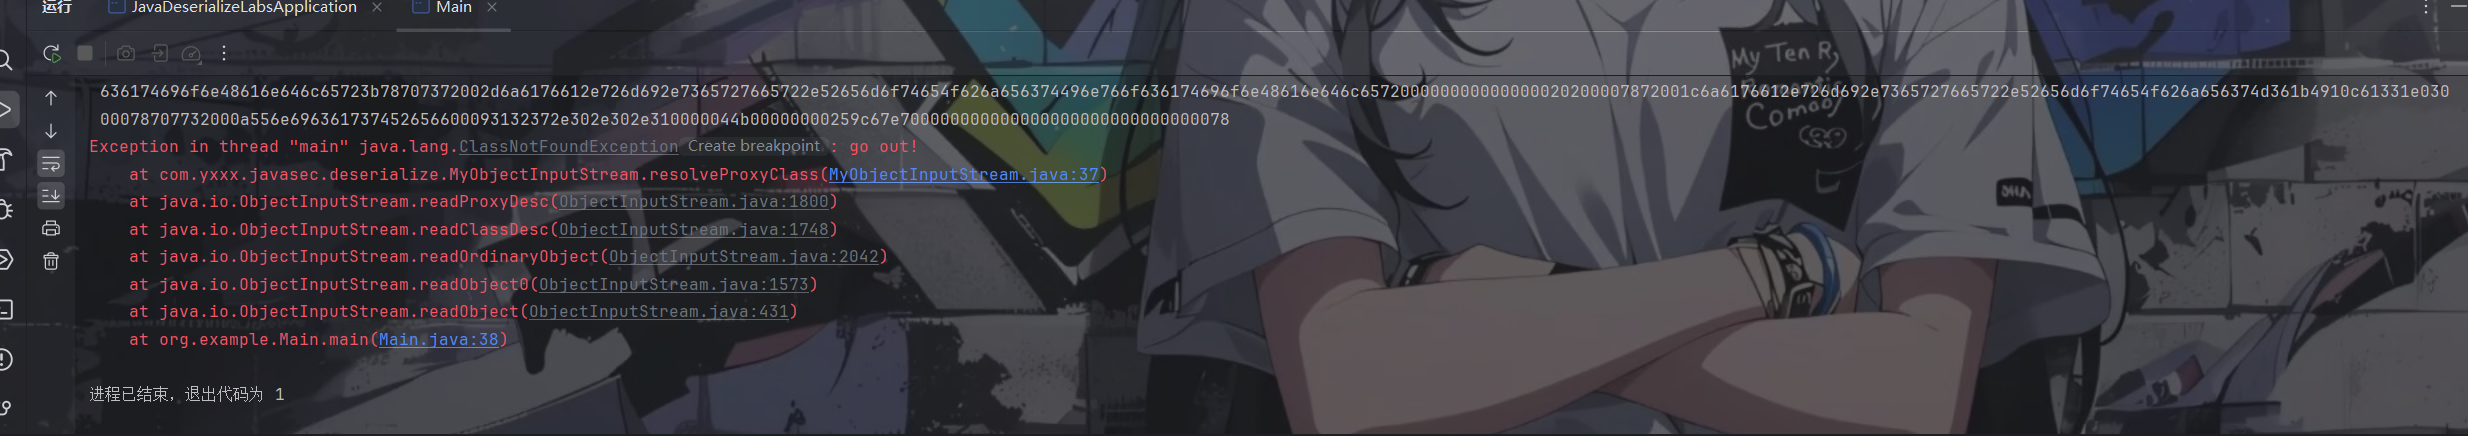 运行 JavaDeserializeLabsApplication × Main ×
636174696f6e48616e646c65723b78707372002d6a6176612e726d692e7365727665722e52656d6f74654f626a656374496e766f636174696f6e48616e646c657200000000000000020200007872001c6a6176612e726d692e7365727665722e52656d6f74654f626a656374d361b4910c61331e030
00078707732000a556e6963617374526566600093132372e302e302e310000044b00000000259c67e70000000000000000000000000000078
Exception in thread "main" java.lang.ClassNotFoundException Create breakpoint : go out!
at com.yxxx.javasec.deserialize.MyObjectInputStream.resolveProxyClass(MyObjectInputStream.java:37)
at java.io.ObjectInputStream.readProxyDesc(ObjectInputStream.java:1800)
at java.io.ObjectInputStream.readClassDesc(ObjectInputStream.java:1748)
at java.io.ObjectInputStream.readOrdinaryObject(ObjectInputStream.java:2042)
at java.io.ObjectInputStream.readObject0(ObjectInputStream.java:1573)
at java.io.ObjectInputStream.readObject(ObjectInputStream.java:431)
at org.example.Main.main(Main.java:38)
进程已结束，退出代码为 1
My Ten R